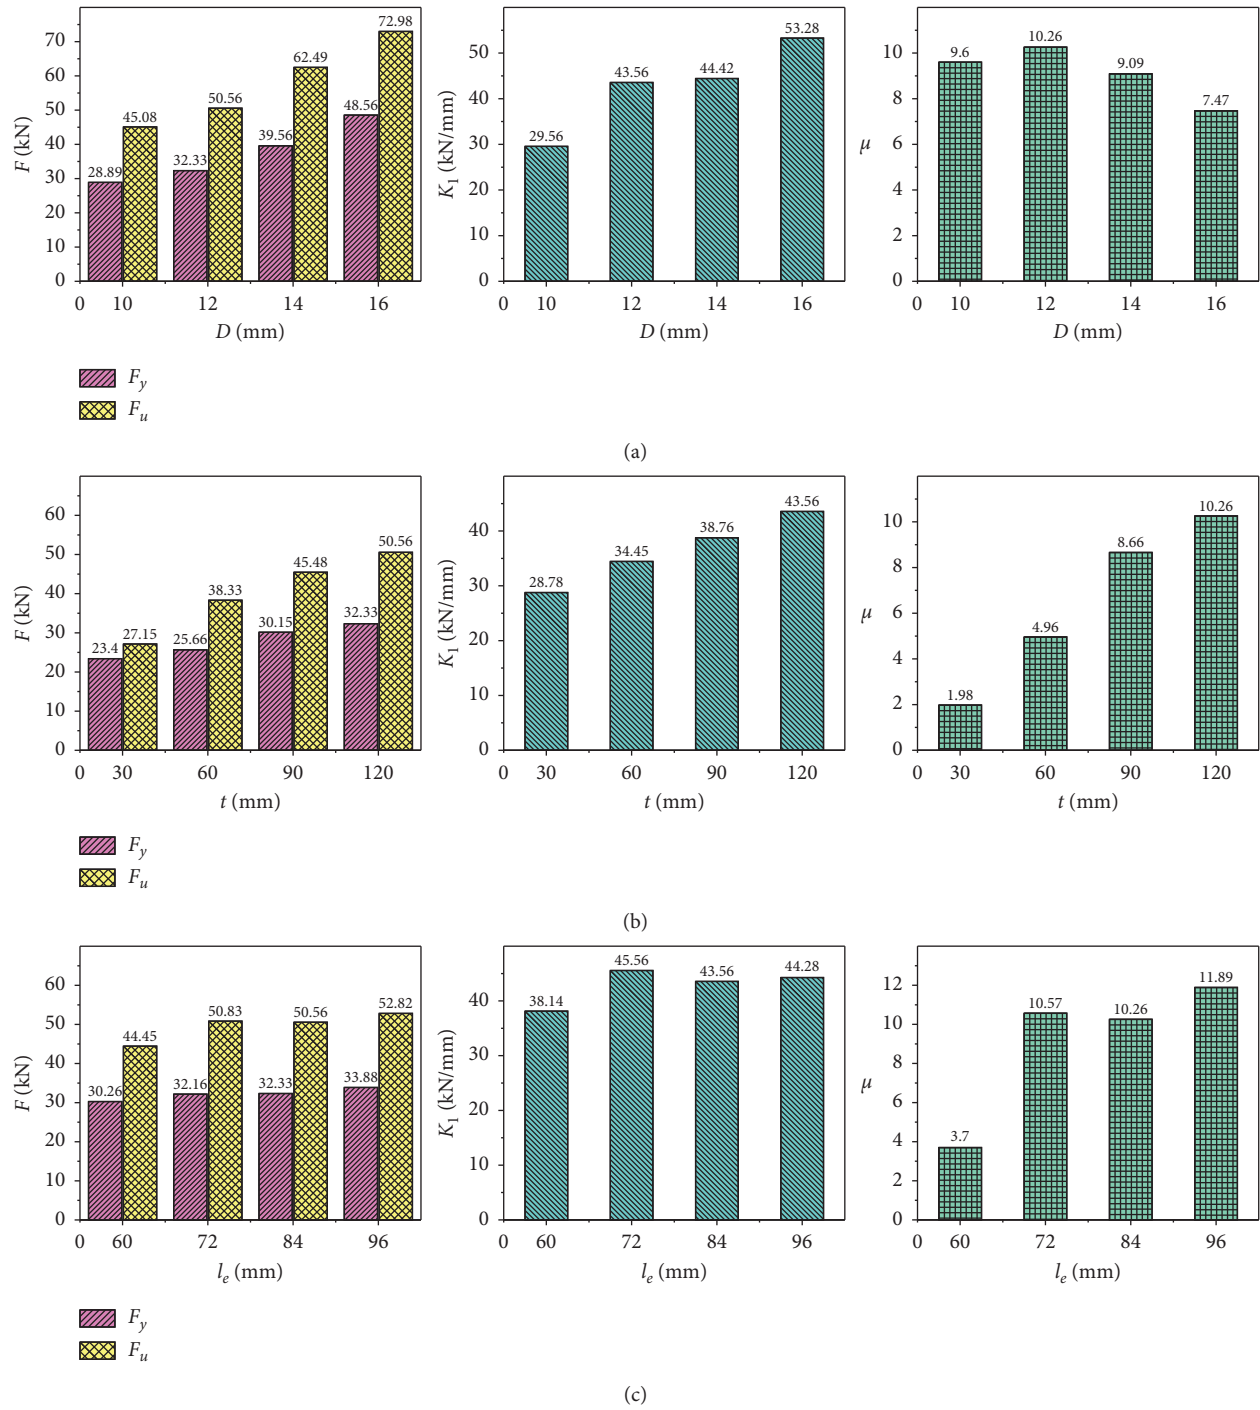 70
60
50
40
30
20
10
0
F (kN)
28.89
45.08
32.33
50.56
39.56
62.49
48.56
72.98
0 10 12 14 16
D (mm)
50
40
30
20
10
0
K1 (kN/mm)
29.56
43.56
44.42
53.28
0 10 12 14 16
D (mm)
10
8
6
4
2
0
μ
9.6
10.26
9.09
7.47
0 10 12 14 16
D (mm)
Fy
Fu
(a)
60
50
40
30
20
10
0
F (kN)
23.4
27.15
25.66
38.33
30.15
45.48
32.33
50.56
0 30 60 90 120
t (mm)
40
30
20
10
0
K1 (kN/mm)
28.78
34.45
38.76
43.56
0 30 60 90 120
t (mm)
10
8
6
4
2
0
μ
1.98
4.96
8.66
10.26
0 30 60 90 120
t (mm)
Fy
Fu
(b)
60
50
40
30
20
10
0
F (kN)
30.26
44.45
32.16
50.83
32.33
50.56
33.88
52.82
0 60 72 84 96
le (mm)
40
30
20
10
0
K1 (kN/mm)
38.14
45.56
43.56
44.28
0 60 72 84 96
le (mm)
12
10
8
6
4
2
0
μ
3.7
10.57
10.26
11.89
0 60 72 84 96
le (mm)
Fy
Fu
(c)